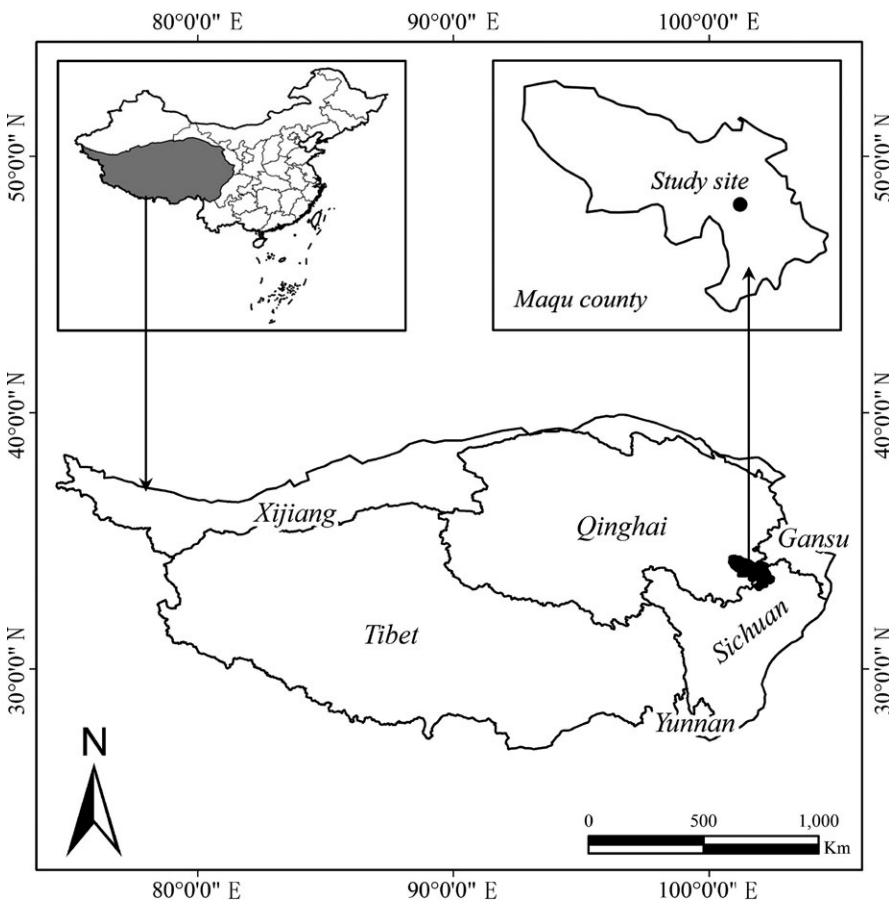 80°0'0" E 90°0'0" E 100°0'0" E
50°0'0" N
50°0'0" N
Study site
Maqu county
40°0'0" N
40°0'0" N
Xijiang
Qinghai
Gansu
Tibet
Sichuan
30°0'0" N
30°0'0" N
Yunnan
N
0 500 1,000
Km
80°0'0" E 90°0'0" E 100°0'0" E